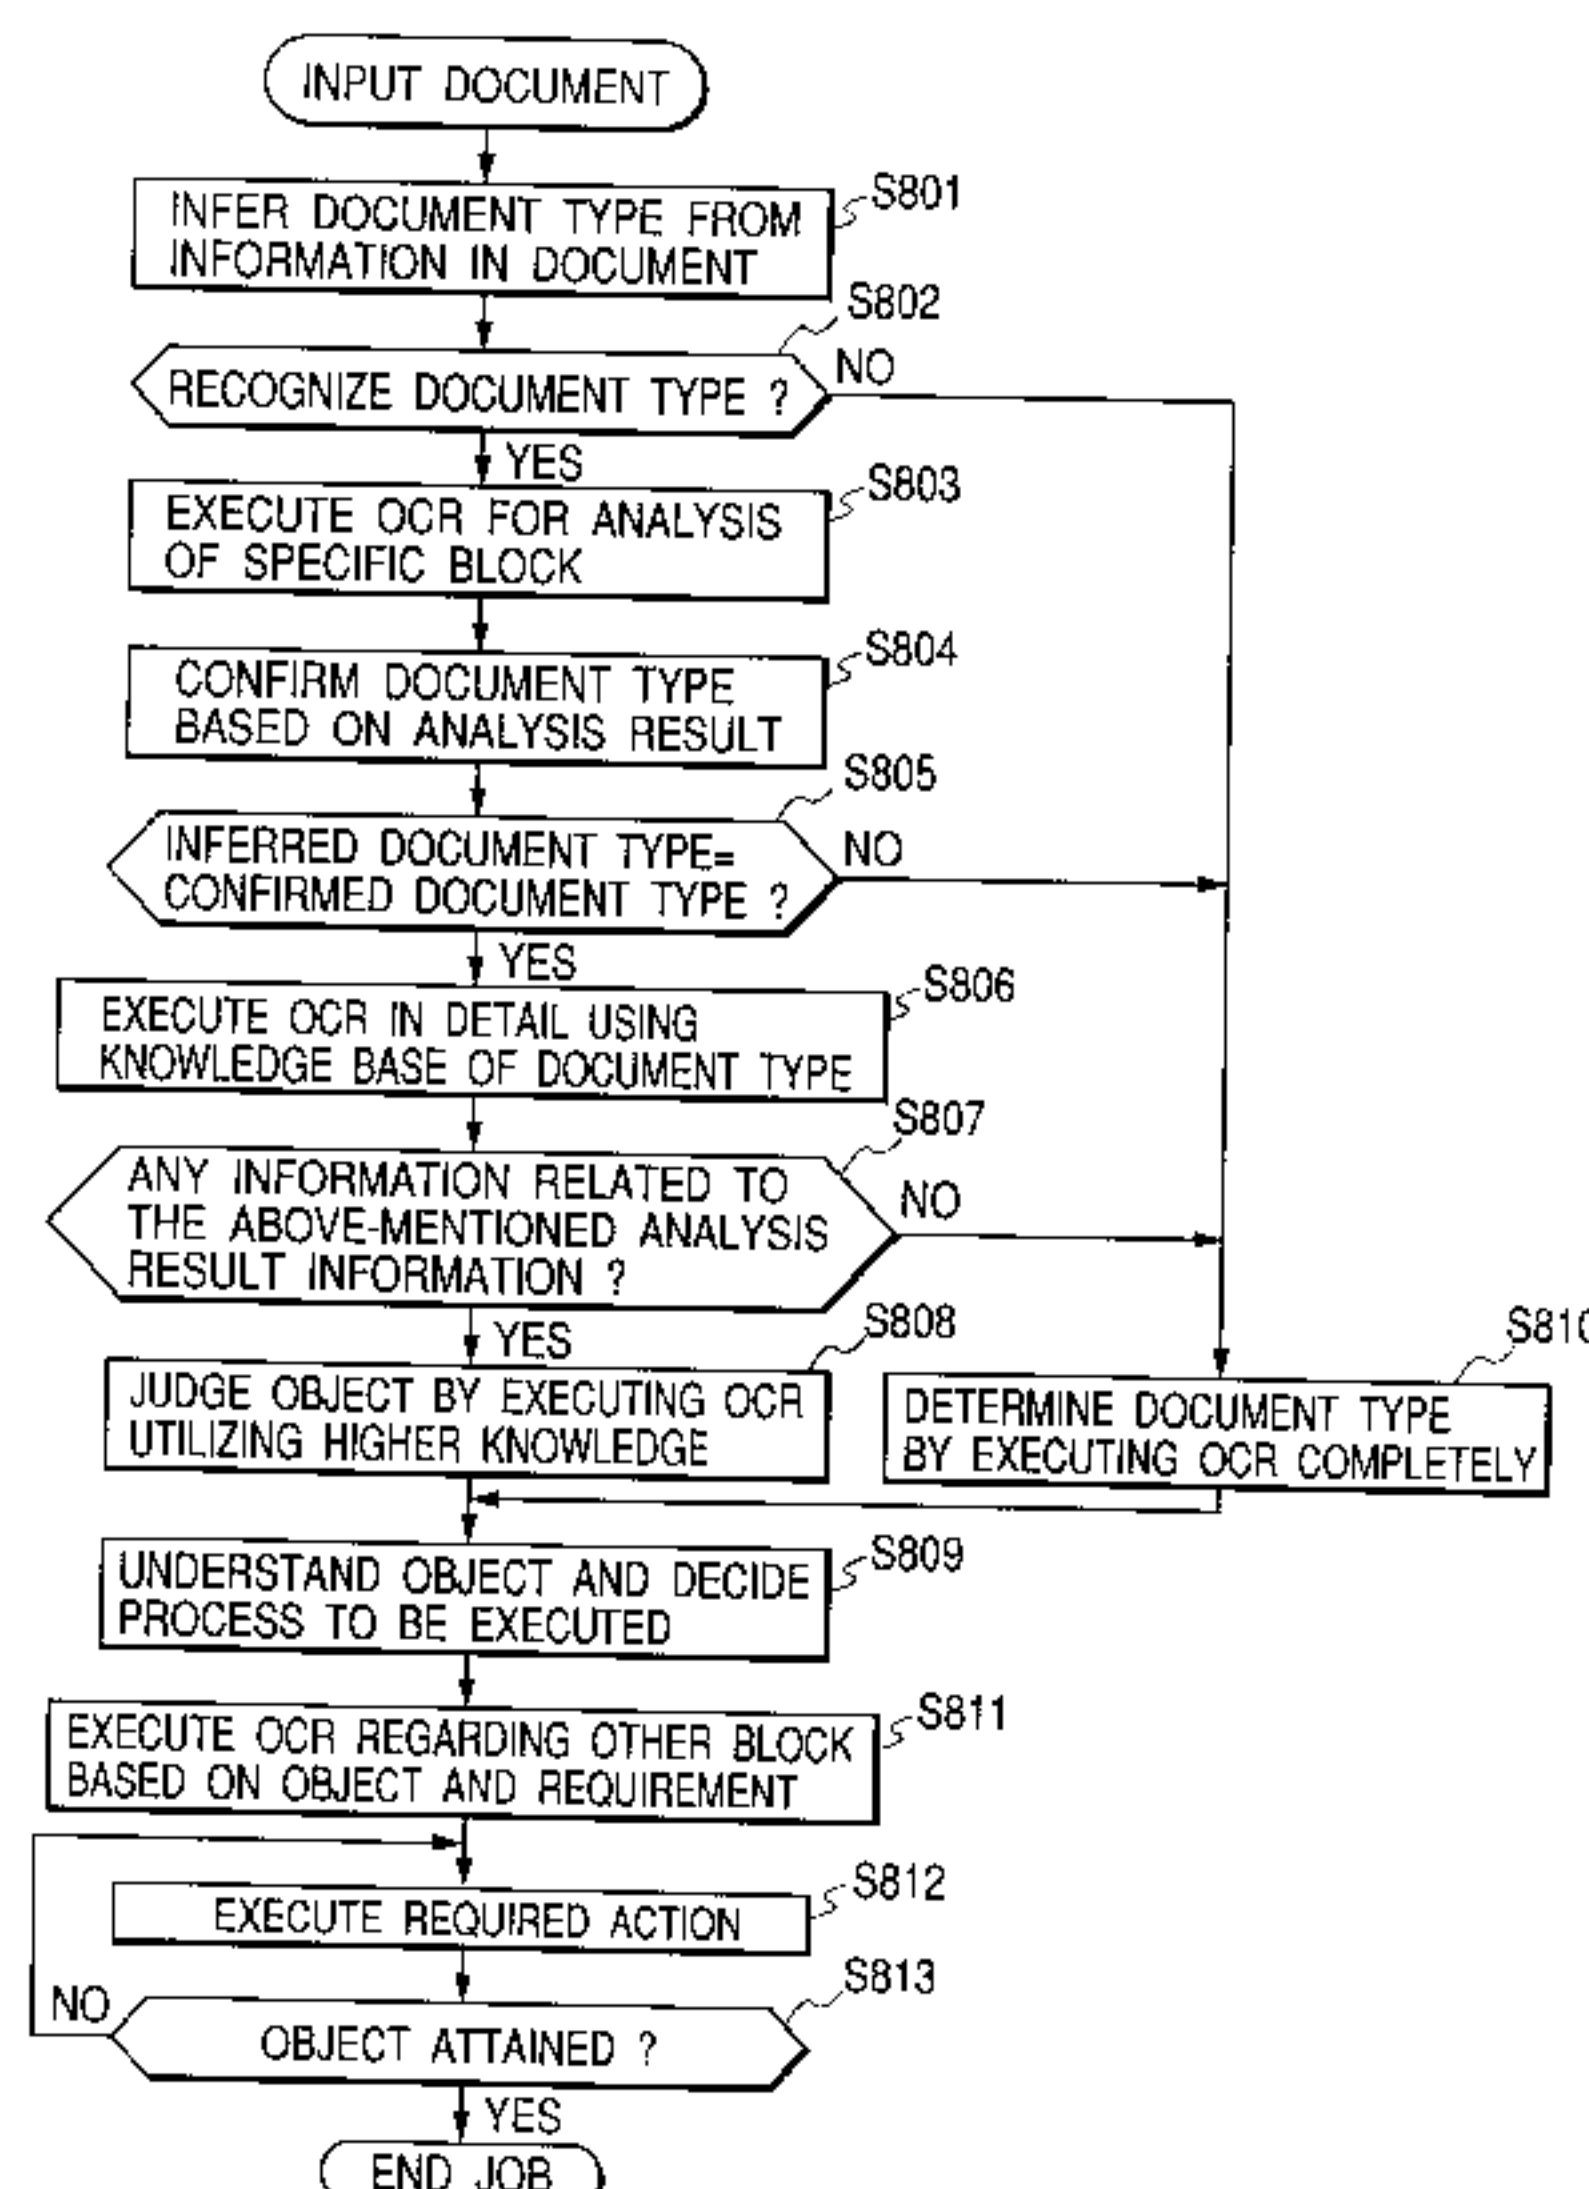 INPUT DOCUMENT
INFER DOCUMENT TYPE FROM
INFORMATION IN DOCUMENT
S801
S802
RECOGNIZE DOCUMENT TYPE ?
NO
YES
EXECUTE OCR FOR ANALYSIS
OF SPECIFIC BLOCK
S803
CONFIRM DOCUMENT TYPE
BASED ON ANALYSIS RESULT
S804
S805
INFERRED DOCUMENT TYPE=
CONFIRMED DOCUMENT TYPE ?
NO
YES
EXECUTE OCR IN DETAIL USING
KNOWLEDGE BASE OF DOCUMENT TYPE
S806
S807
ANY INFORMATION RELATED TO
THE ABOVE-MENTIONED ANALYSIS
RESULT INFORMATION ?
NO
YES
S808
JUDGE OBJECT BY EXECUTING OCR
UTILIZING HIGHER KNOWLEDGE
S810
DETERMINE DOCUMENT TYPE
BY EXECUTING OCR COMPLETELY
UNDERSTAND OBJECT AND DECIDE
PROCESS TO BE EXECUTED
S809
EXECUTE OCR REGARDING OTHER BLOCK
BASED ON OBJECT AND REQUIREMENT
S811
EXECUTE REQUIRED ACTION
S812
S813
NO
OBJECT ATTAINED ?
YES
END JOB